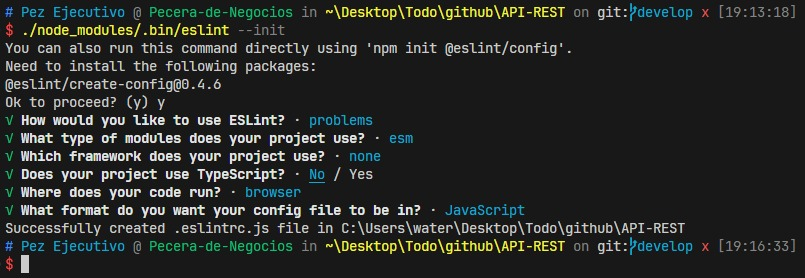 # Pez Ejecutivo @ Pecera-de-Negocios in ~\Desktop\Todo\github\API-REST on git:develop x [19:13:18]
$ ./node_modules/.bin/eslint --init
You can also run this command directly using 'npm init @eslint/config'.
Need to install the following packages:
@eslint/create-config@0.4.6
Ok to proceed? (y) y
√ How would you like to use ESLint? · problems
√ What type of modules does your project use? · esm
√ Which framework does your project use? · none
√ Does your project use TypeScript? · No / Yes
√ Where does your code run? · browser
√ What format do you want your config file to be in? · JavaScript
Successfully created .eslintrc.js file in C:\Users\water\Desktop\Todo\github\API-REST
# Pez Ejecutivo @ Pecera-de-Negocios in ~\Desktop\Todo\github\API-REST on git:develop x [19:16:33]
$